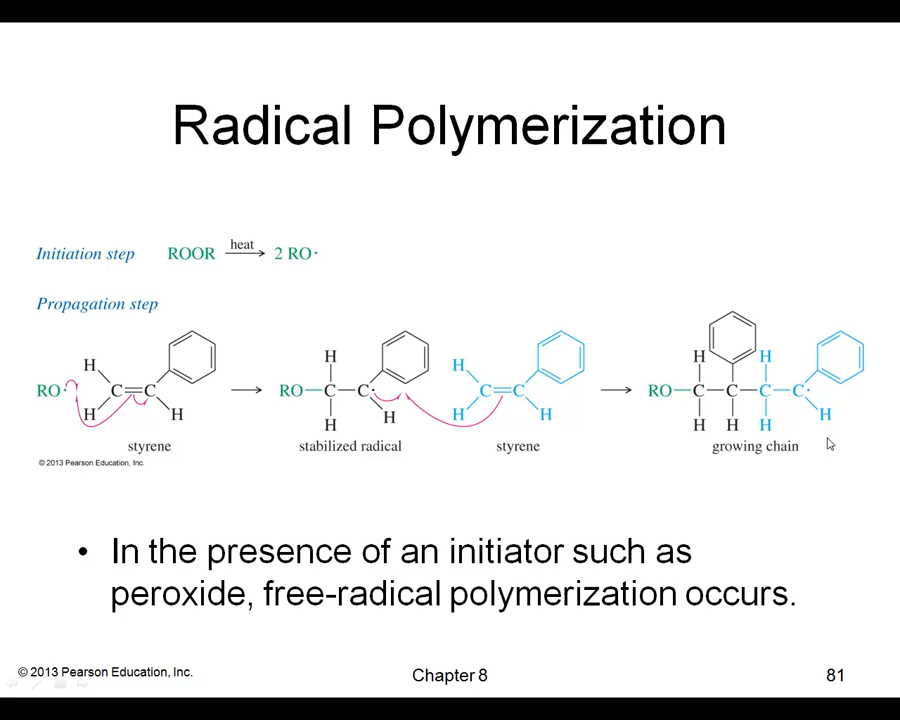 Radical Polymerization
Initiation step ROOR heat 2 RO·
Propagation step
H H H H H
RO· C C RO C C· C C RO C C C C·
H H H H H H H H H H
styrene stabilized radical styrene growing chain
© 2013 Pearson Education, Inc.
• In the presence of an initiator such as
peroxide, free-radical polymerization occurs.
© 2013 Pearson Education, Inc. Chapter 8 81